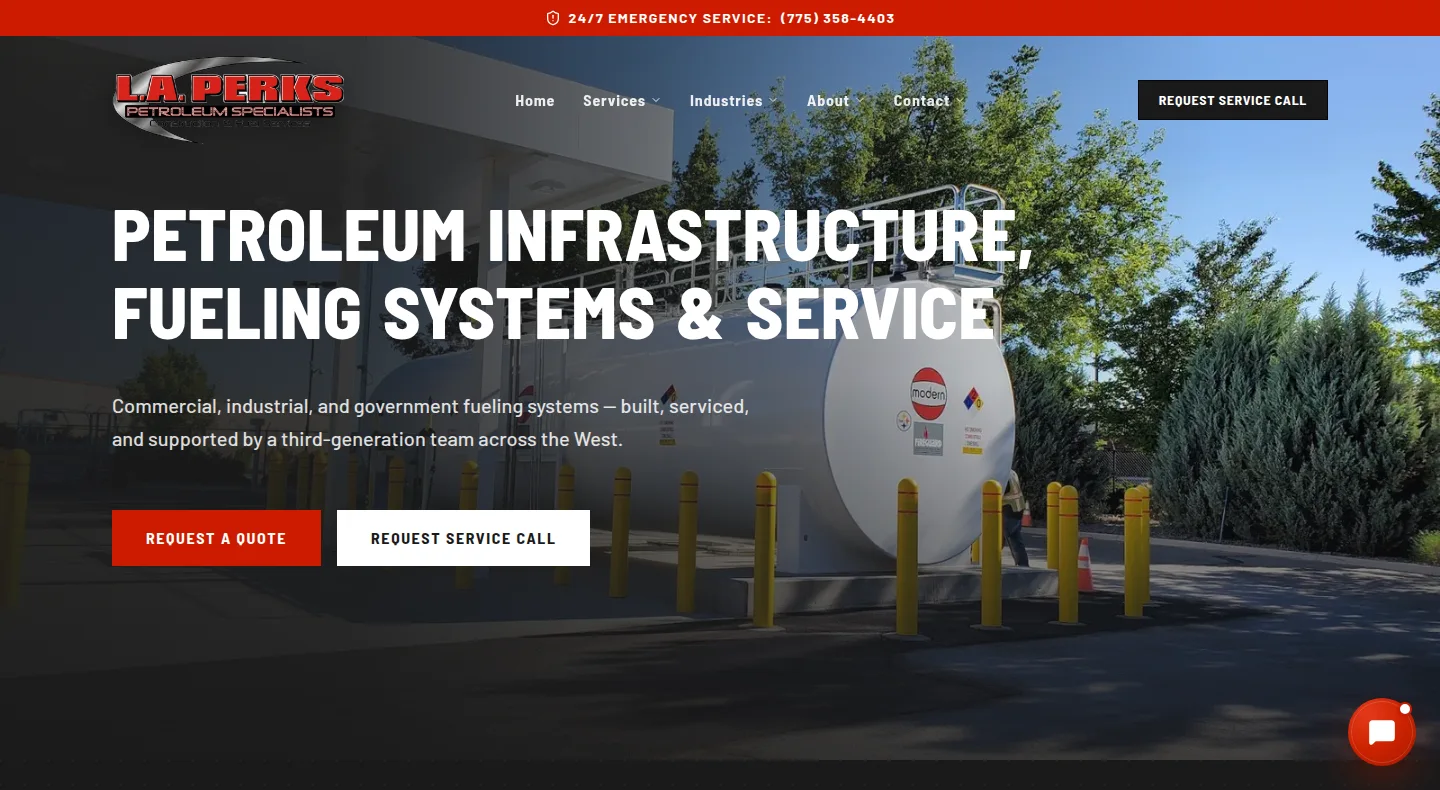 24/7 EMERGENCY SERVICE: (775) 358-4403
L.A. PERKS
PETROLEUM SPECIALISTS
Home
Services
Industries
About
Contact
REQUEST SERVICE CALL
PETROLEUM INFRASTRUCTURE,
FUELING SYSTEMS & SERVICE
modern
Commercial, industrial, and government fueling systems — built, serviced,
and supported by a third-generation team across the West.
REQUEST A QUOTE
REQUEST SERVICE CALL